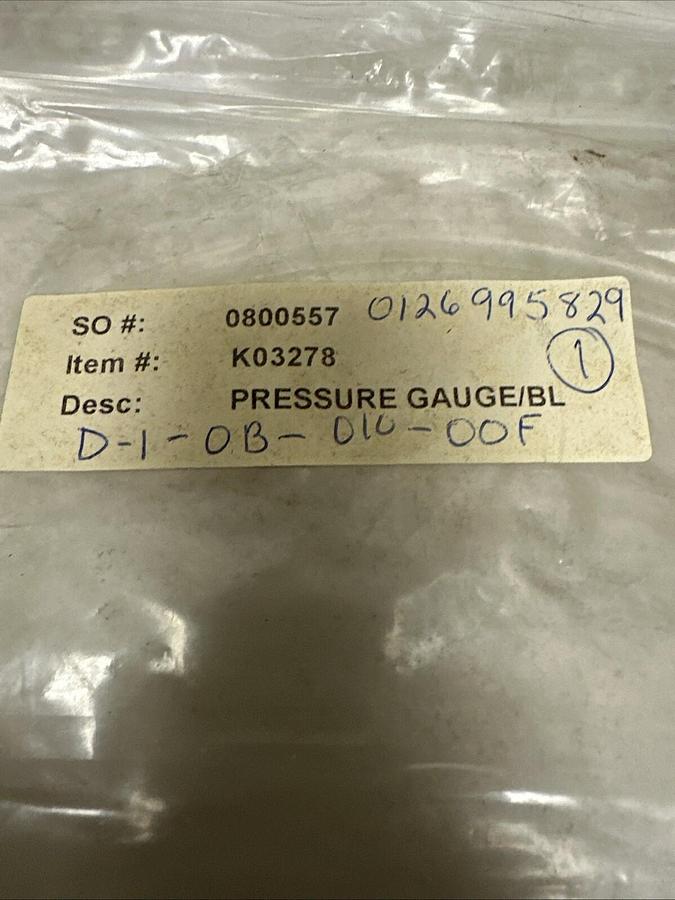 SO #: 0800557 0126995829
Item #: K03278 1
Desc: PRESSURE GAUGE/BL
D-1-0B-010-00F